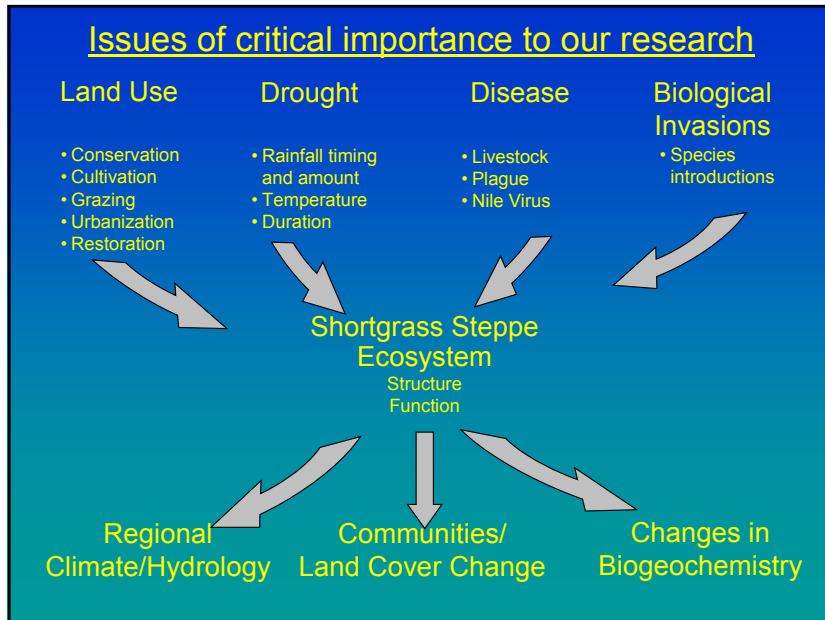 Issues of critical importance to our research
Land Use
• Conservation
• Cultivation
• Grazing
• Urbanization
• Restoration
Drought
• Rainfall timing
and amount
• Temperature
• Duration
Disease
• Livestock
• Plague
• Nile Virus
Biological
Invasions
• Species
introductions
Shortgrass Steppe
Ecosystem
Structure
Function
Regional
Climate/Hydrology
Communities/
Land Cover Change
Changes in
Biogeochemistry